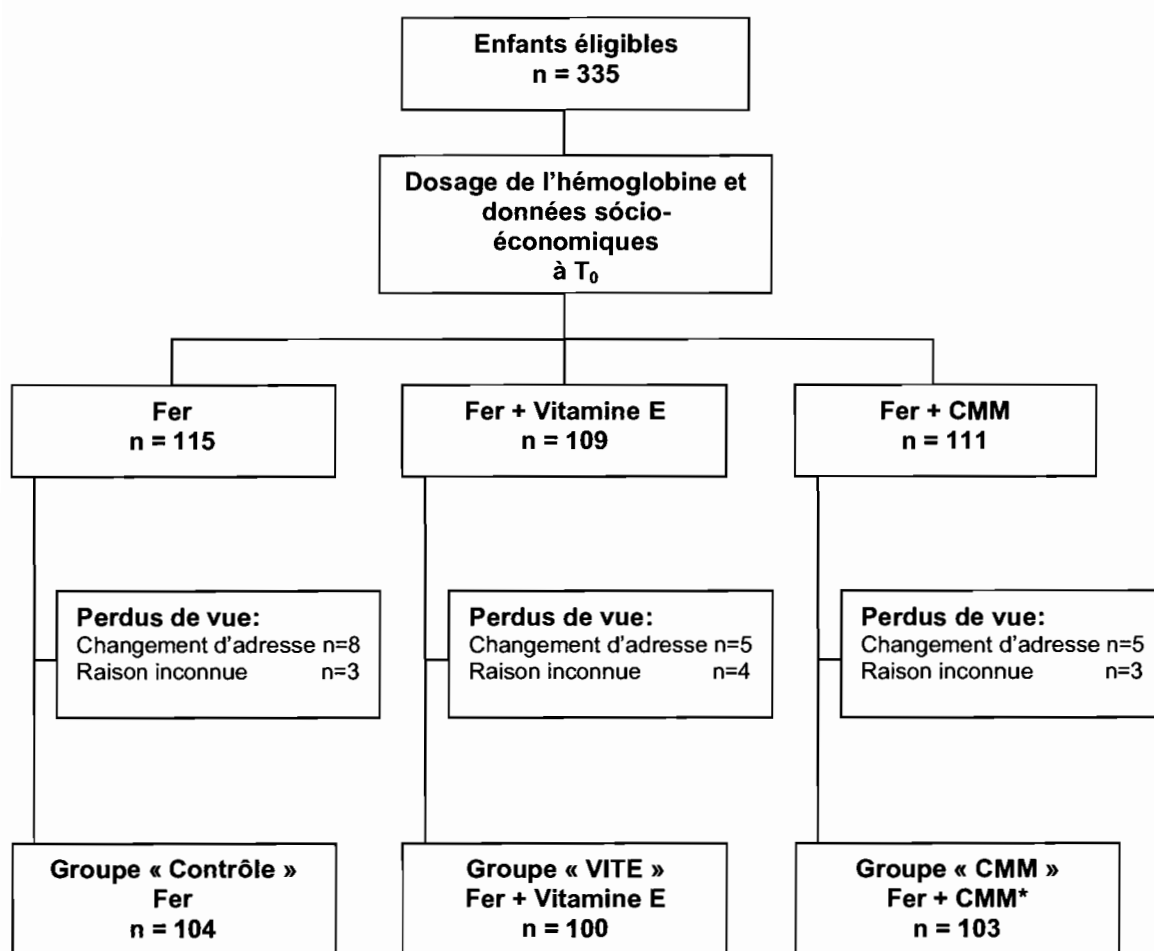 Enfants éligibles
n = 335
Dosage de l'hémoglobine et
données sócio-
économiques
à T₀
Fer
n = 115
Fer + Vitamine E
n = 109
Fer + CMM
n = 111
Perdus de vue:
Changement d'adresse n=8
Raison inconnue n=3
Perdus de vue:
Changement d'adresse n=5
Raison inconnue n=4
Perdus de vue:
Changement d'adresse n=5
Raison inconnue n=3
Groupe « Contrôle »
Fer
n = 104
Groupe « VITE »
Fer + Vitamine E
n = 100
Groupe « CMM »
Fer + CMM*
n = 103